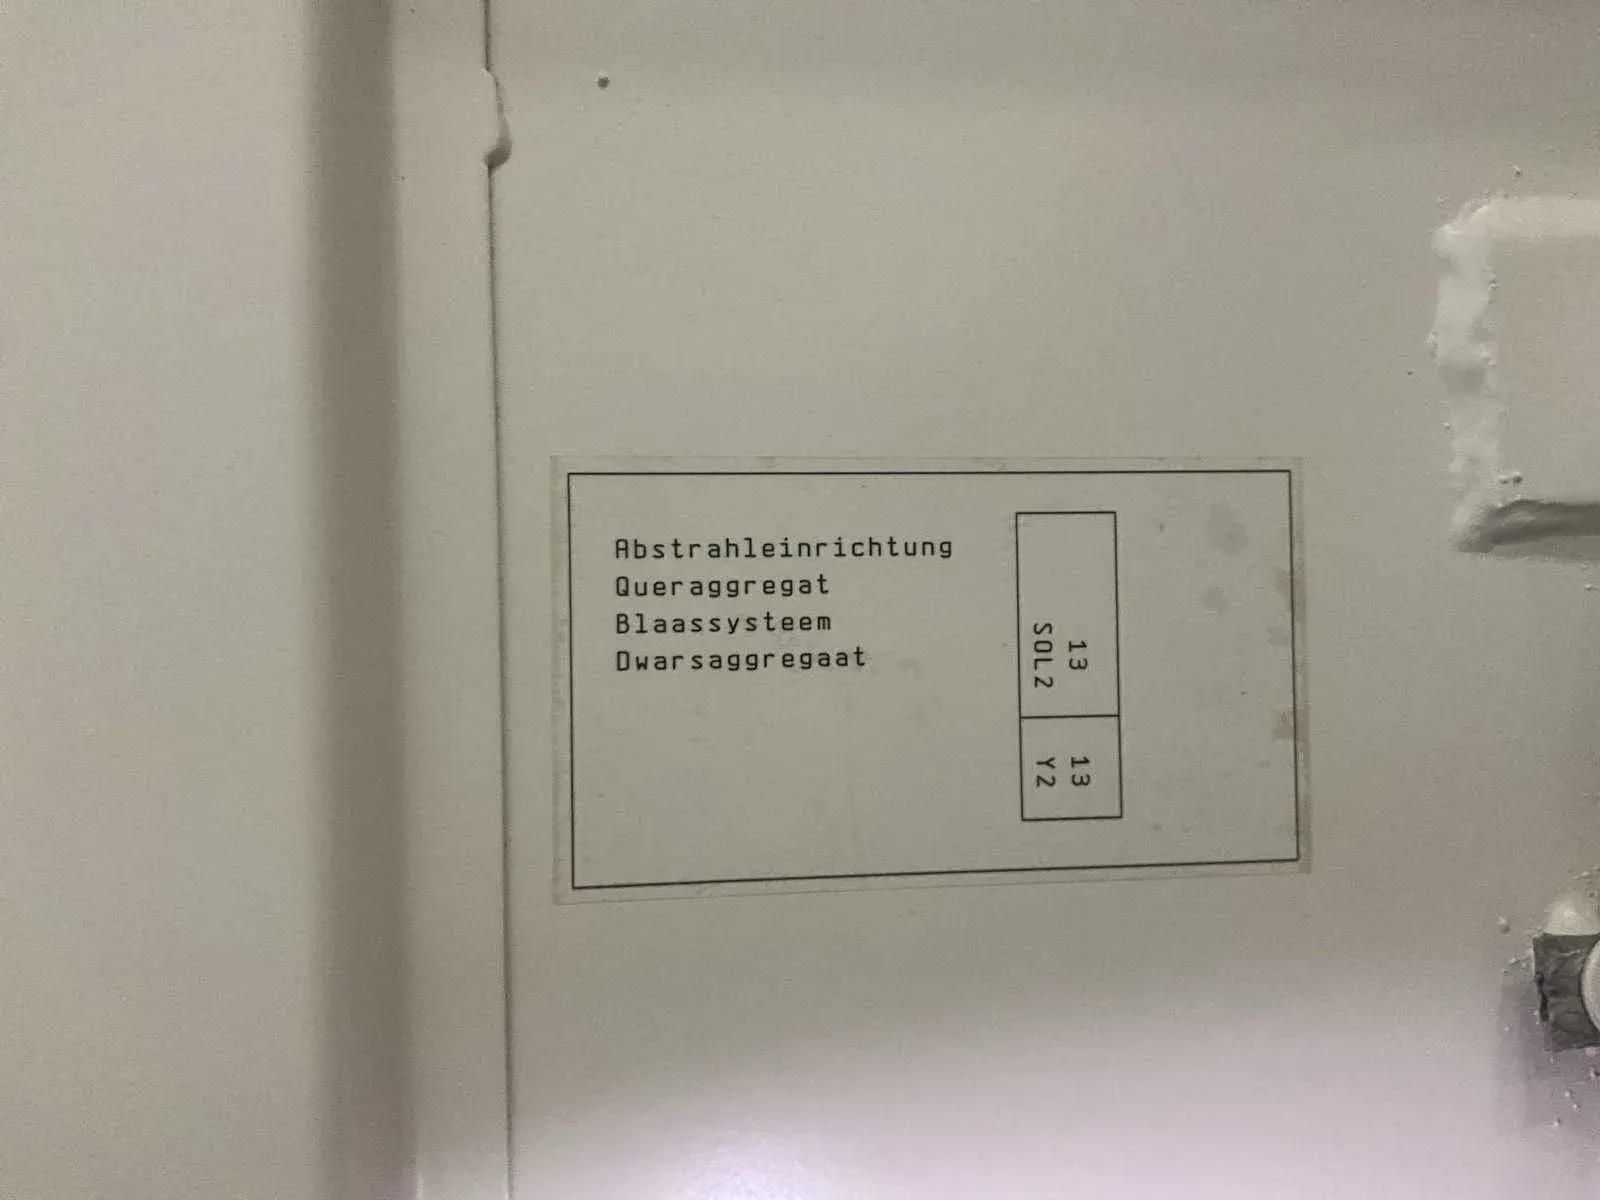 Abstrahleinrichtung
Queraggregat
Blaassysteem
Dwarsaggregaat
13
SOL2
13
Y2